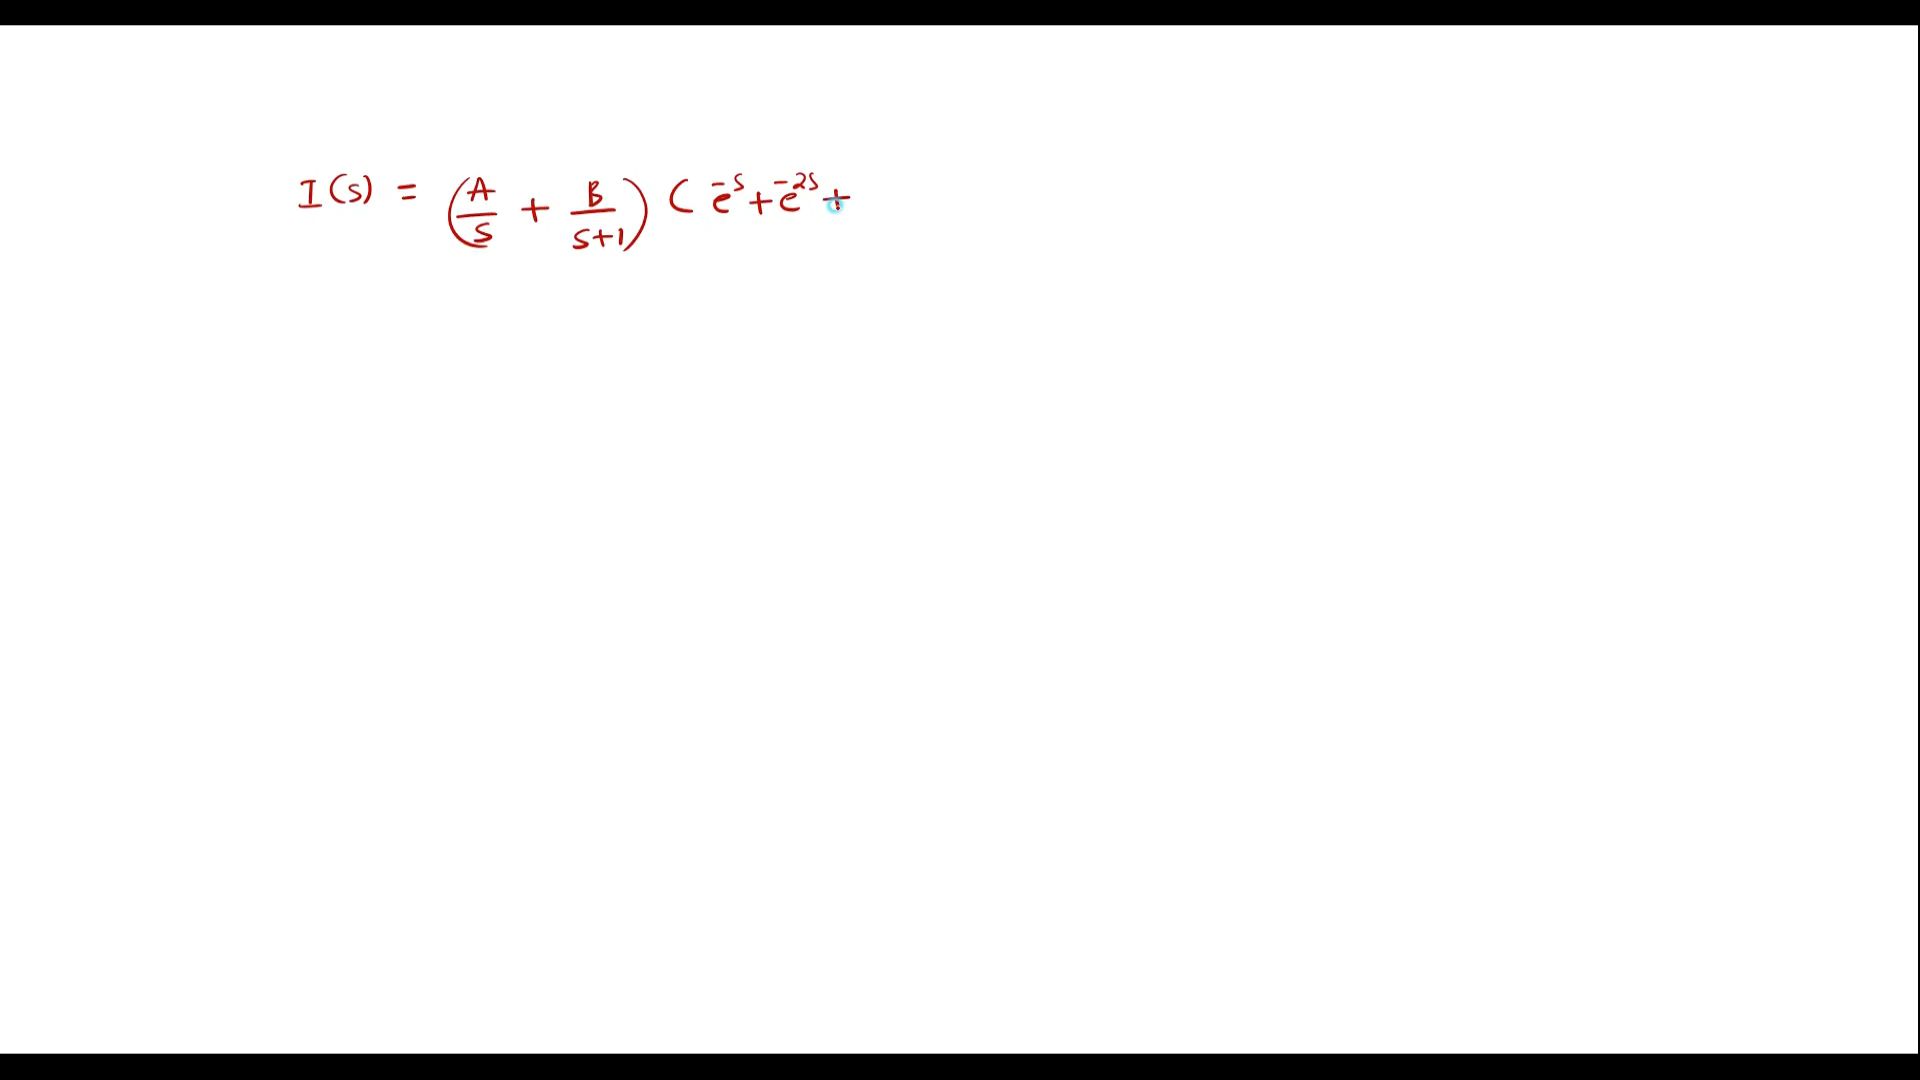 I(s) = (A/s + B/s+1) (e^-s + e^-2s +